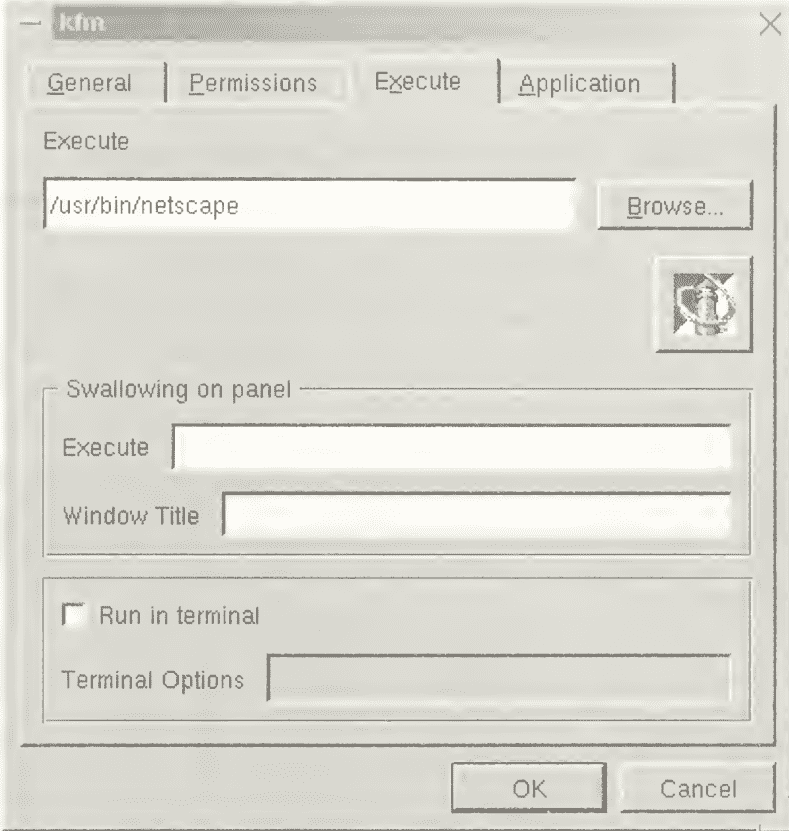 kfm
General Permissions Execute Application
Execute
/usr/bin/netscape Browse...
Swallowing on panel
Execute
Window Title
Run in terminal
Terminal Options
OK Cancel